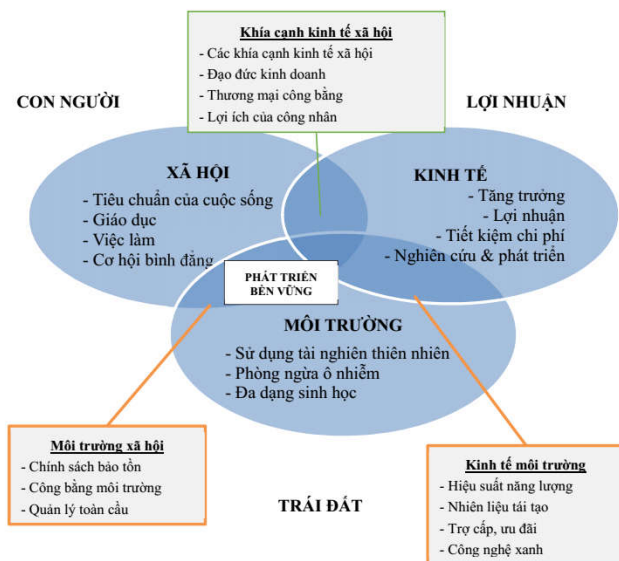 Khía cạnh kinh tế xã hội
- Các khía cạnh kinh tế xã hội
- Đạo đức kinh doanh
- Thương mại công bằng
- Lợi ích của công nhân
CON NGƯỜI
LỢI NHUẬN
XÃ HỘI
- Tiêu chuẩn của cuộc sống
- Giáo dục
- Việc làm
- Cơ hội bình đẳng
KINH TẾ
- Tăng trưởng
- Lợi nhuận
- Tiết kiệm chi phí
- Nghiên cứu & phát triển
PHÁT TRIỂN
BỀN VỮNG
MÔI TRƯỜNG
- Sử dụng tài nghiên thiên nhiên
- Phòng ngừa ô nhiễm
- Đa dạng sinh học
Môi trường xã hội
- Chính sách bảo tồn
- Công bằng môi trường
- Quản lý toàn cầu
Kinh tế môi trường
- Hiệu suất năng lượng
- Nhiên liệu tái tạo
- Trợ cấp, ưu đãi
- Công nghệ xanh
TRÁI ĐẤT